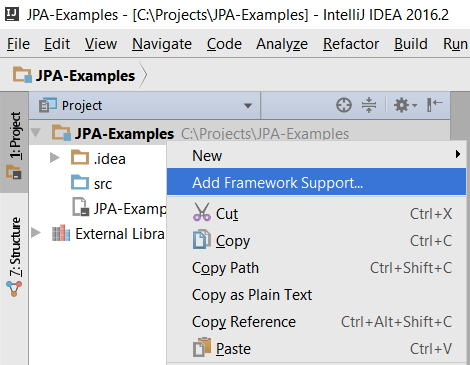 JPA-Examples - [C:\Projects\JPA-Examples] - IntelliJ IDEA 2016.2
File Edit View Navigate Code Analyze Refactor Build Run
JPA-Examples
Project
1: Project
7: Structure
JPA-Examples C:\Projects\JPA-Examples
.idea
src
JPA-Examp
External Libra
New
Add Framework Support...
Cut Ctrl+X
Copy Ctrl+C
Copy Path Ctrl+Shift+C
Copy as Plain Text
Copy Reference Ctrl+Alt+Shift+C
Paste Ctrl+V